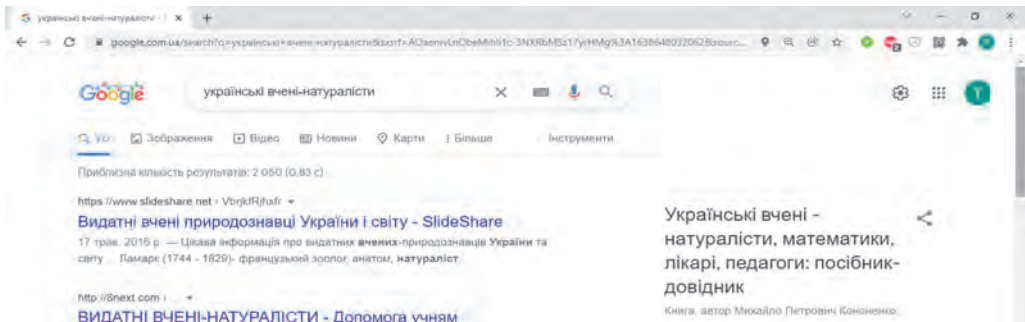 українські вчені-натуралісти
Google
українські вчені-натуралісти
Зображення Відео Новини Карти Більше Інструменти
Приблизна кількість результатів: 2 050 (0,83 с)
https://www.slideshare.net
Видатні вчені природознавці України і світу - SlideShare
17 трав. 2016 р. — Цікава інформація про видатних вчених-природознавців України та
світу ... Ламарк (1744 - 1829)- французький зоолог, анатом, натураліст
http://8next.com
ВИДАТНІ ВЧЕНІ-НАТУРАЛІСТИ - Допомога учням
Українські вчені -
натуралісти, математики,
лікарі, педагоги: посібник-
довідник
Книга, автор Михайло Петрович Кононенко